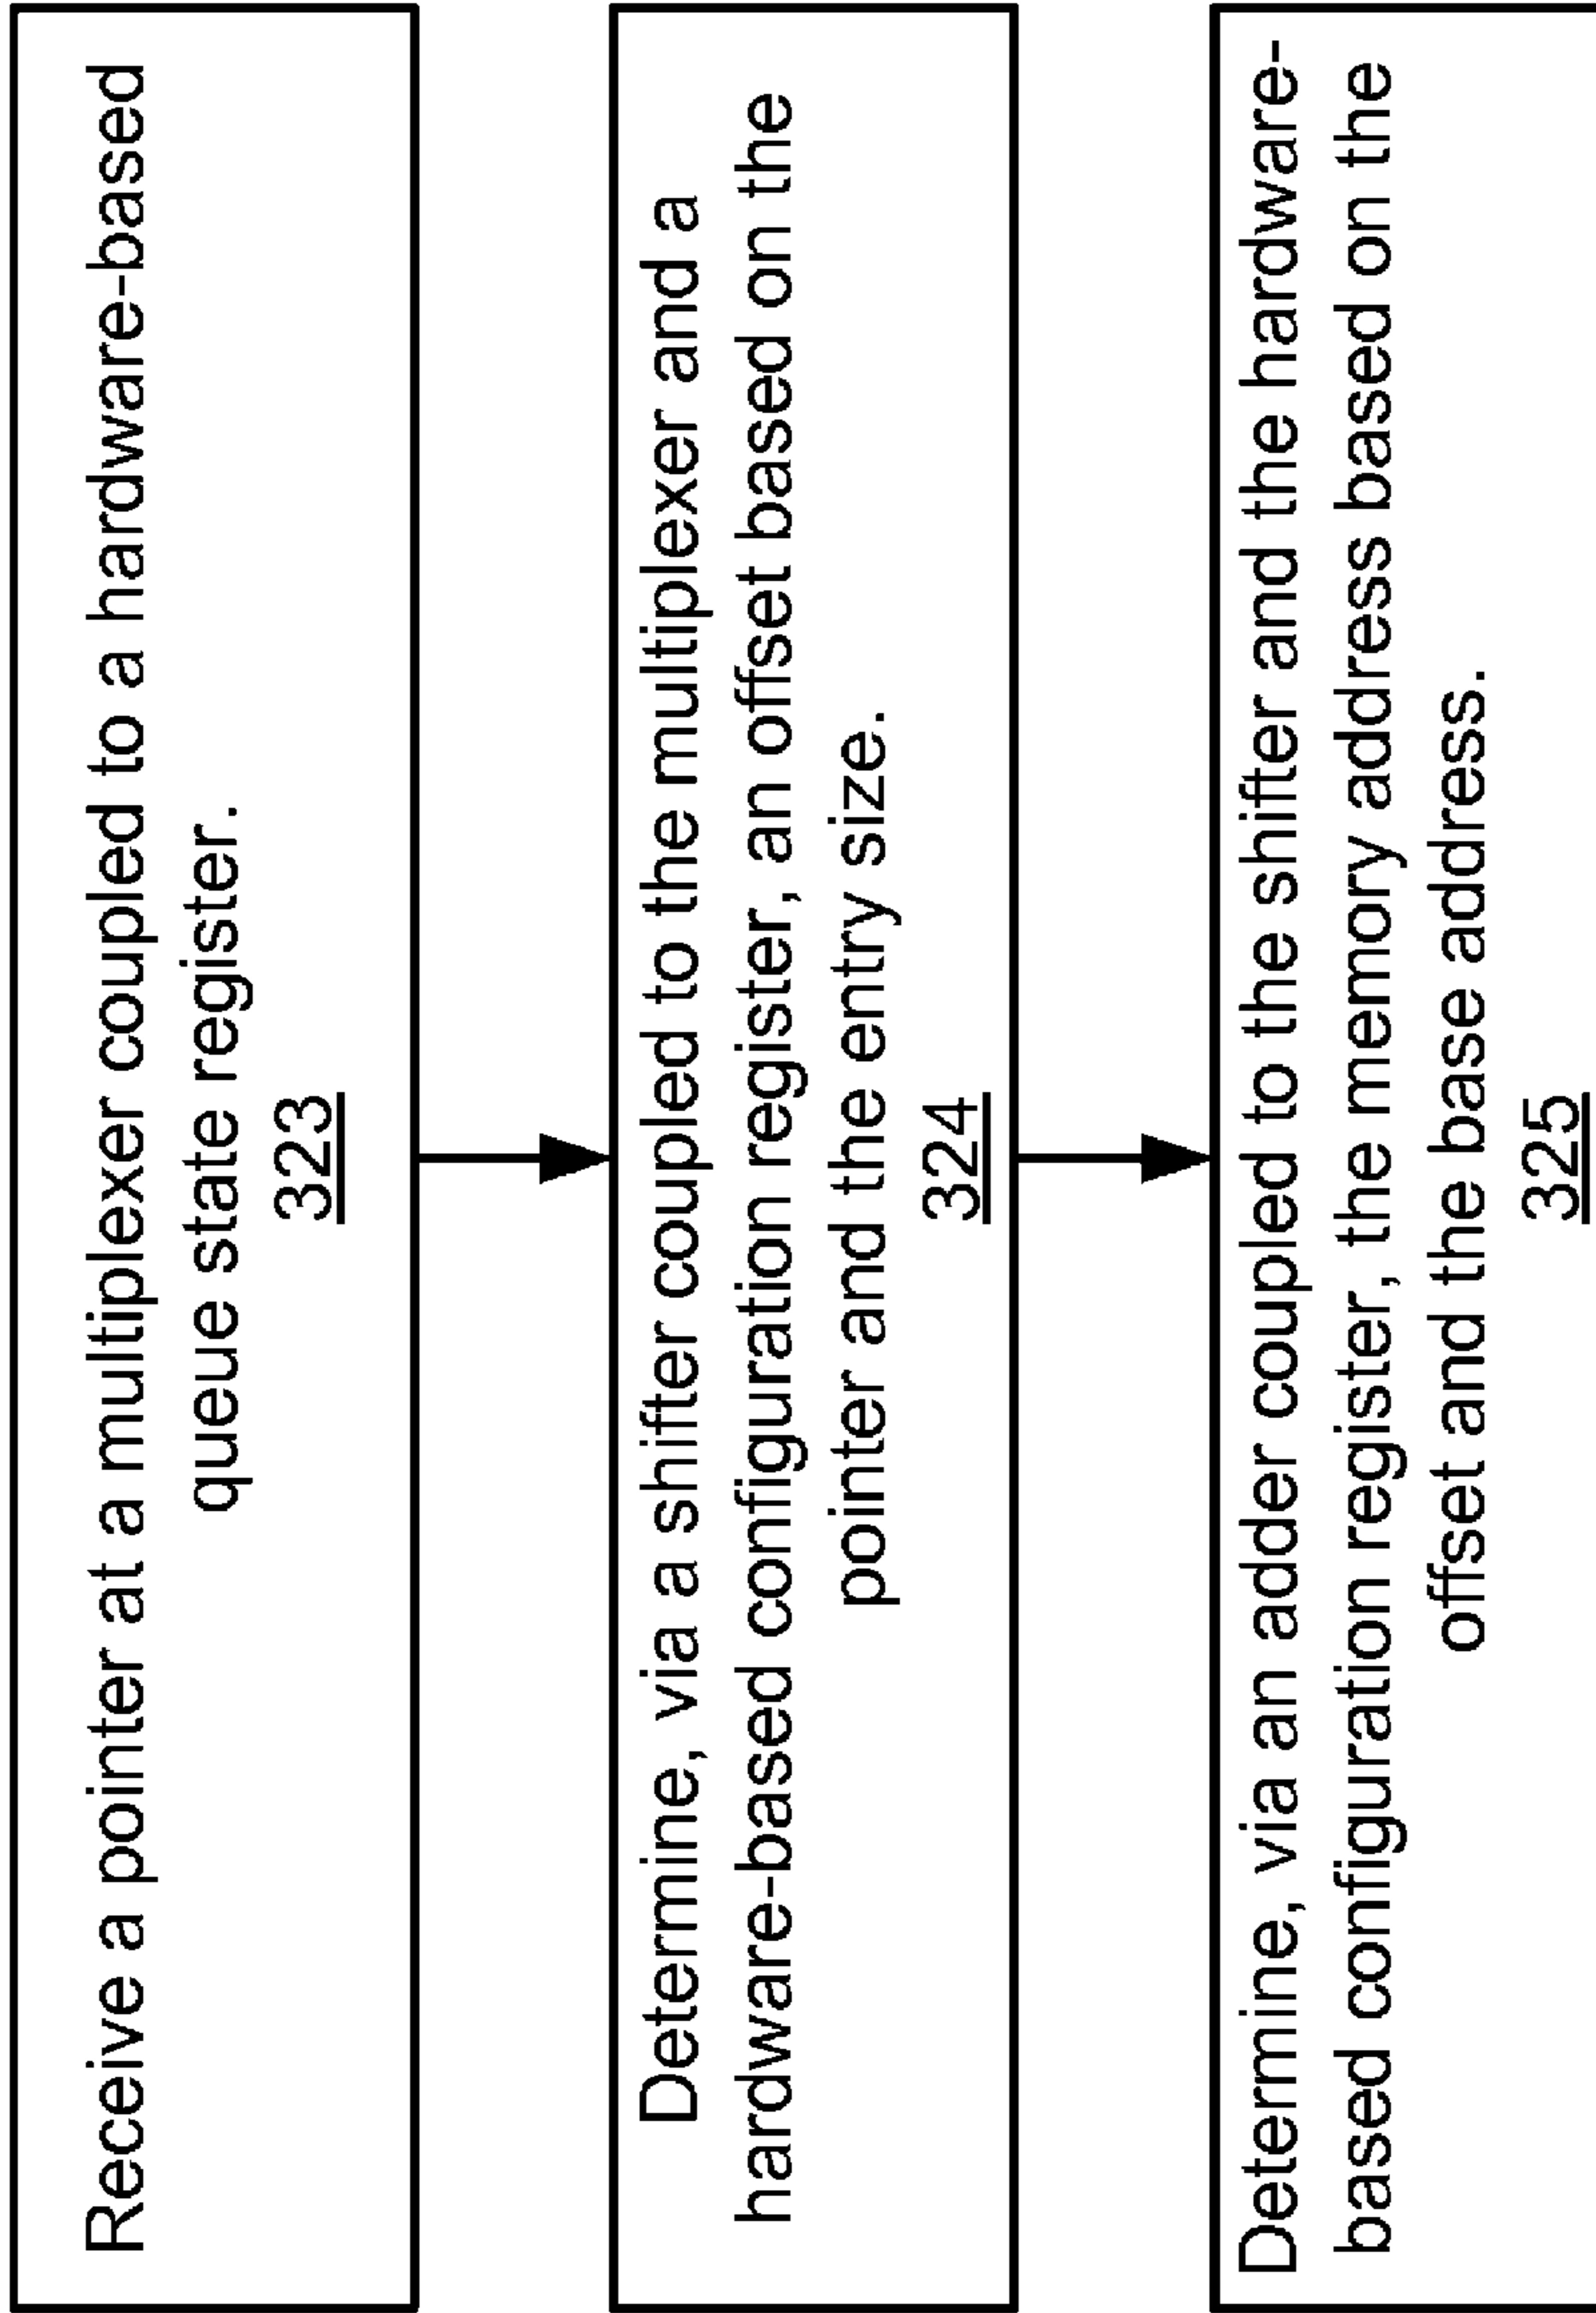 Receive a pointer at a multiplexer coupled to a hardware-based
queue state register.
323
Determine, via a shifter coupled to the multiplexer and a
hardware-based configuration register, an offset based on the
pointer and the entry size.
324
Determine, via an adder coupled to the shifter and the hardware-
based configuration register, the memory address based on the
offset and the base address.
325